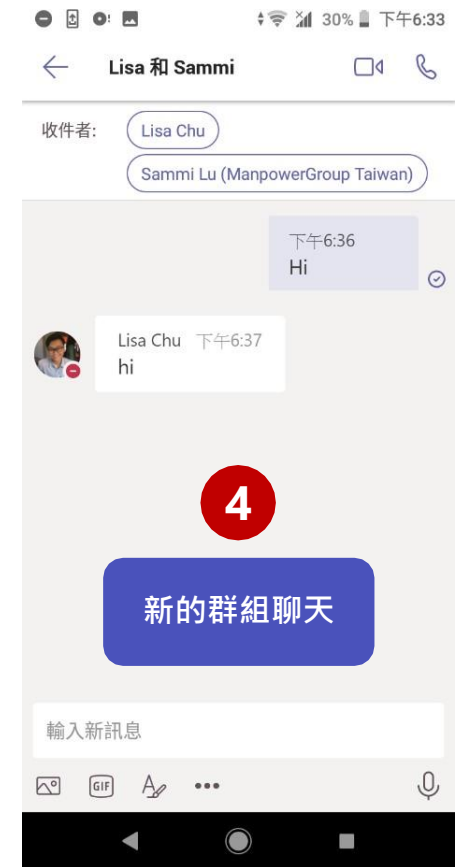 30% 下午6:33
Lisa 和 Sammi
收件者: Lisa Chu
Sammi Lu (ManpowerGroup Taiwan)
下午6:36
Hi
Lisa Chu 下午6:37
hi
4
新的群組聊天
輸入新訊息
GIF